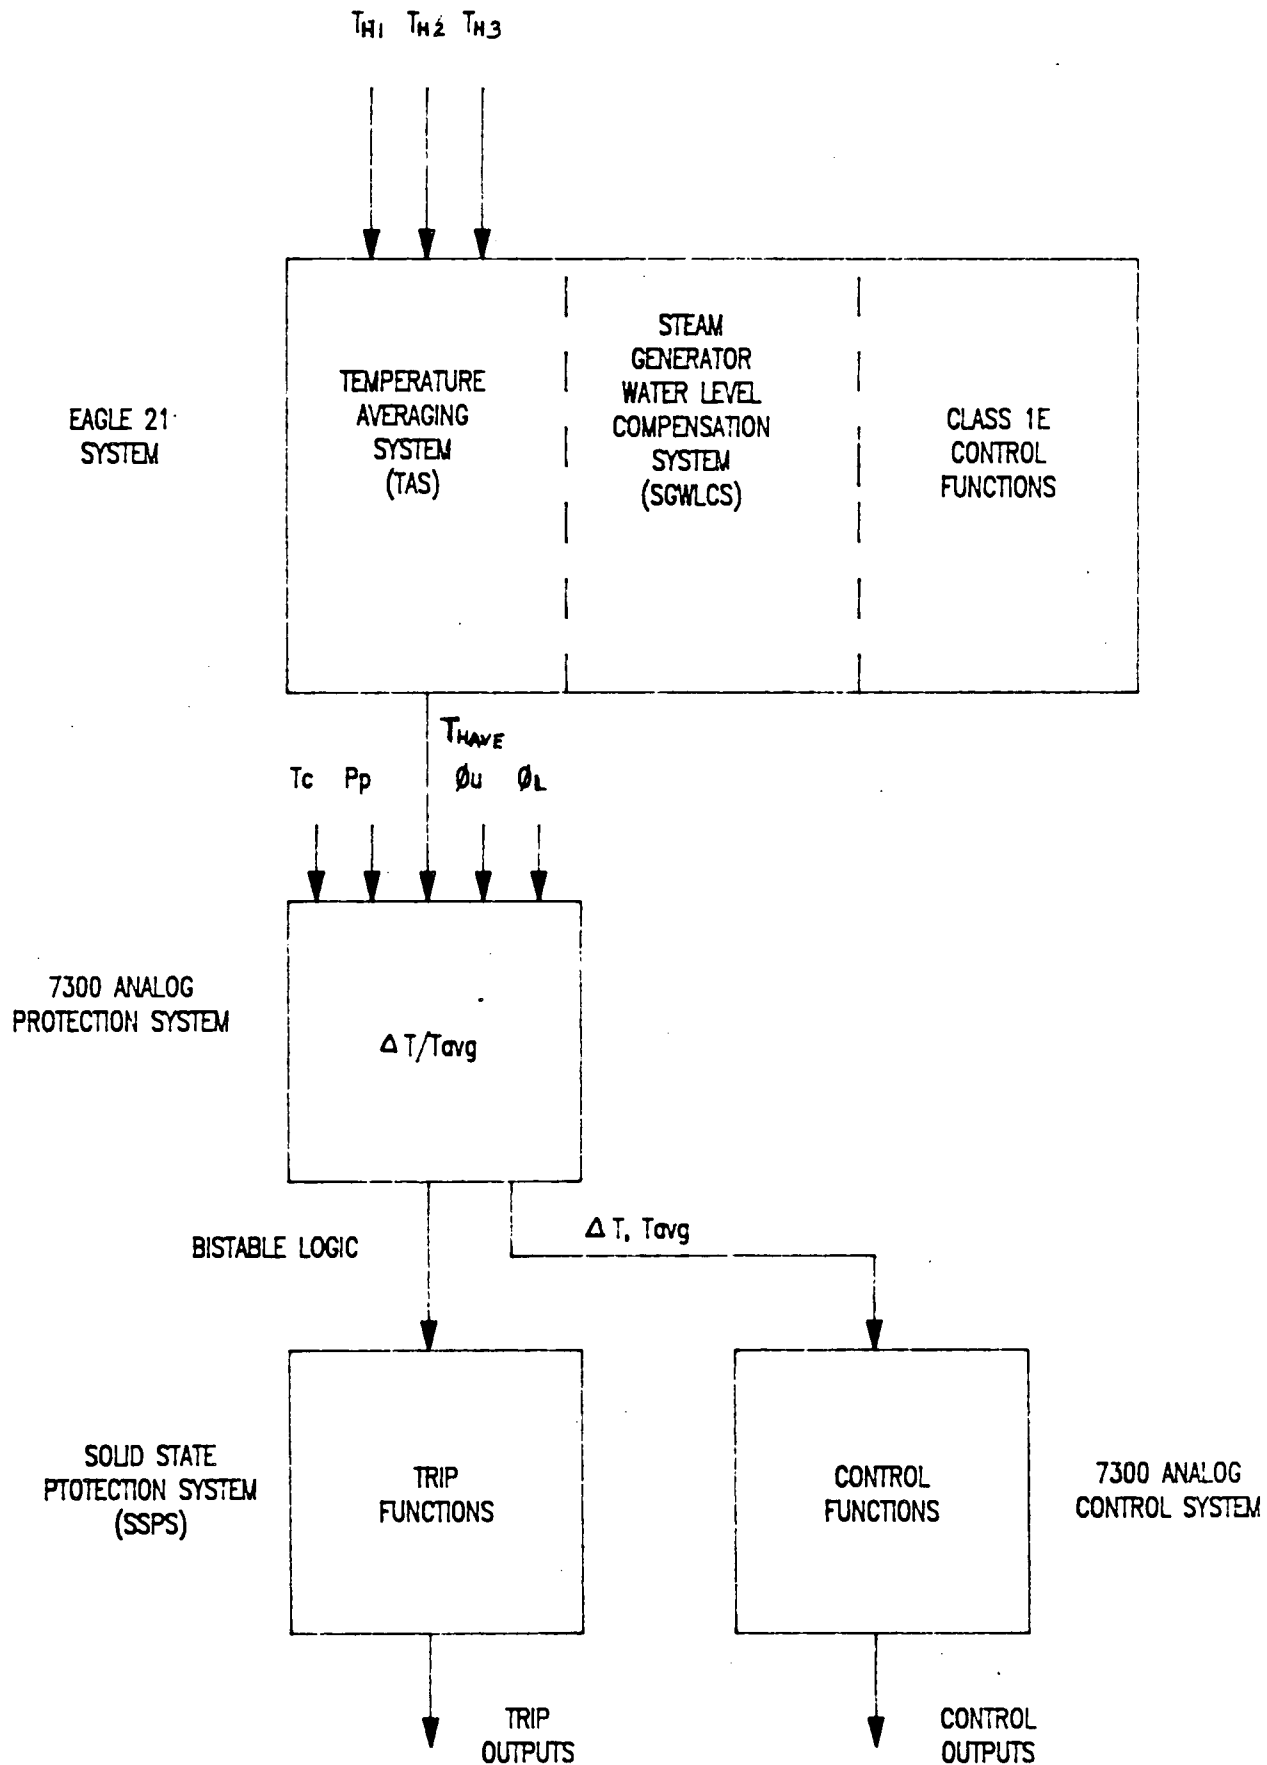 TH1 TH2 TH3
EAGLE 21
SYSTEM
TEMPERATURE
AVERAGING
SYSTEM
(TAS)
STEAM
GENERATOR
WATER LEVEL
COMPENSATION
SYSTEM
(SGWLCS)
CLASS 1E
CONTROL
FUNCTIONS
THAVE
Tc Pp Øu ØL
7300 ANALOG
PROTECTION SYSTEM
Δ T/Tavg
BISTABLE LOGIC
Δ T, Tavg
SOLID STATE
PTOTECTION SYSTEM
(SSPS)
TRIP
FUNCTIONS
CONTROL
FUNCTIONS
7300 ANALOG
CONTROL SYSTEM
TRIP
OUTPUTS
CONTROL
OUTPUTS